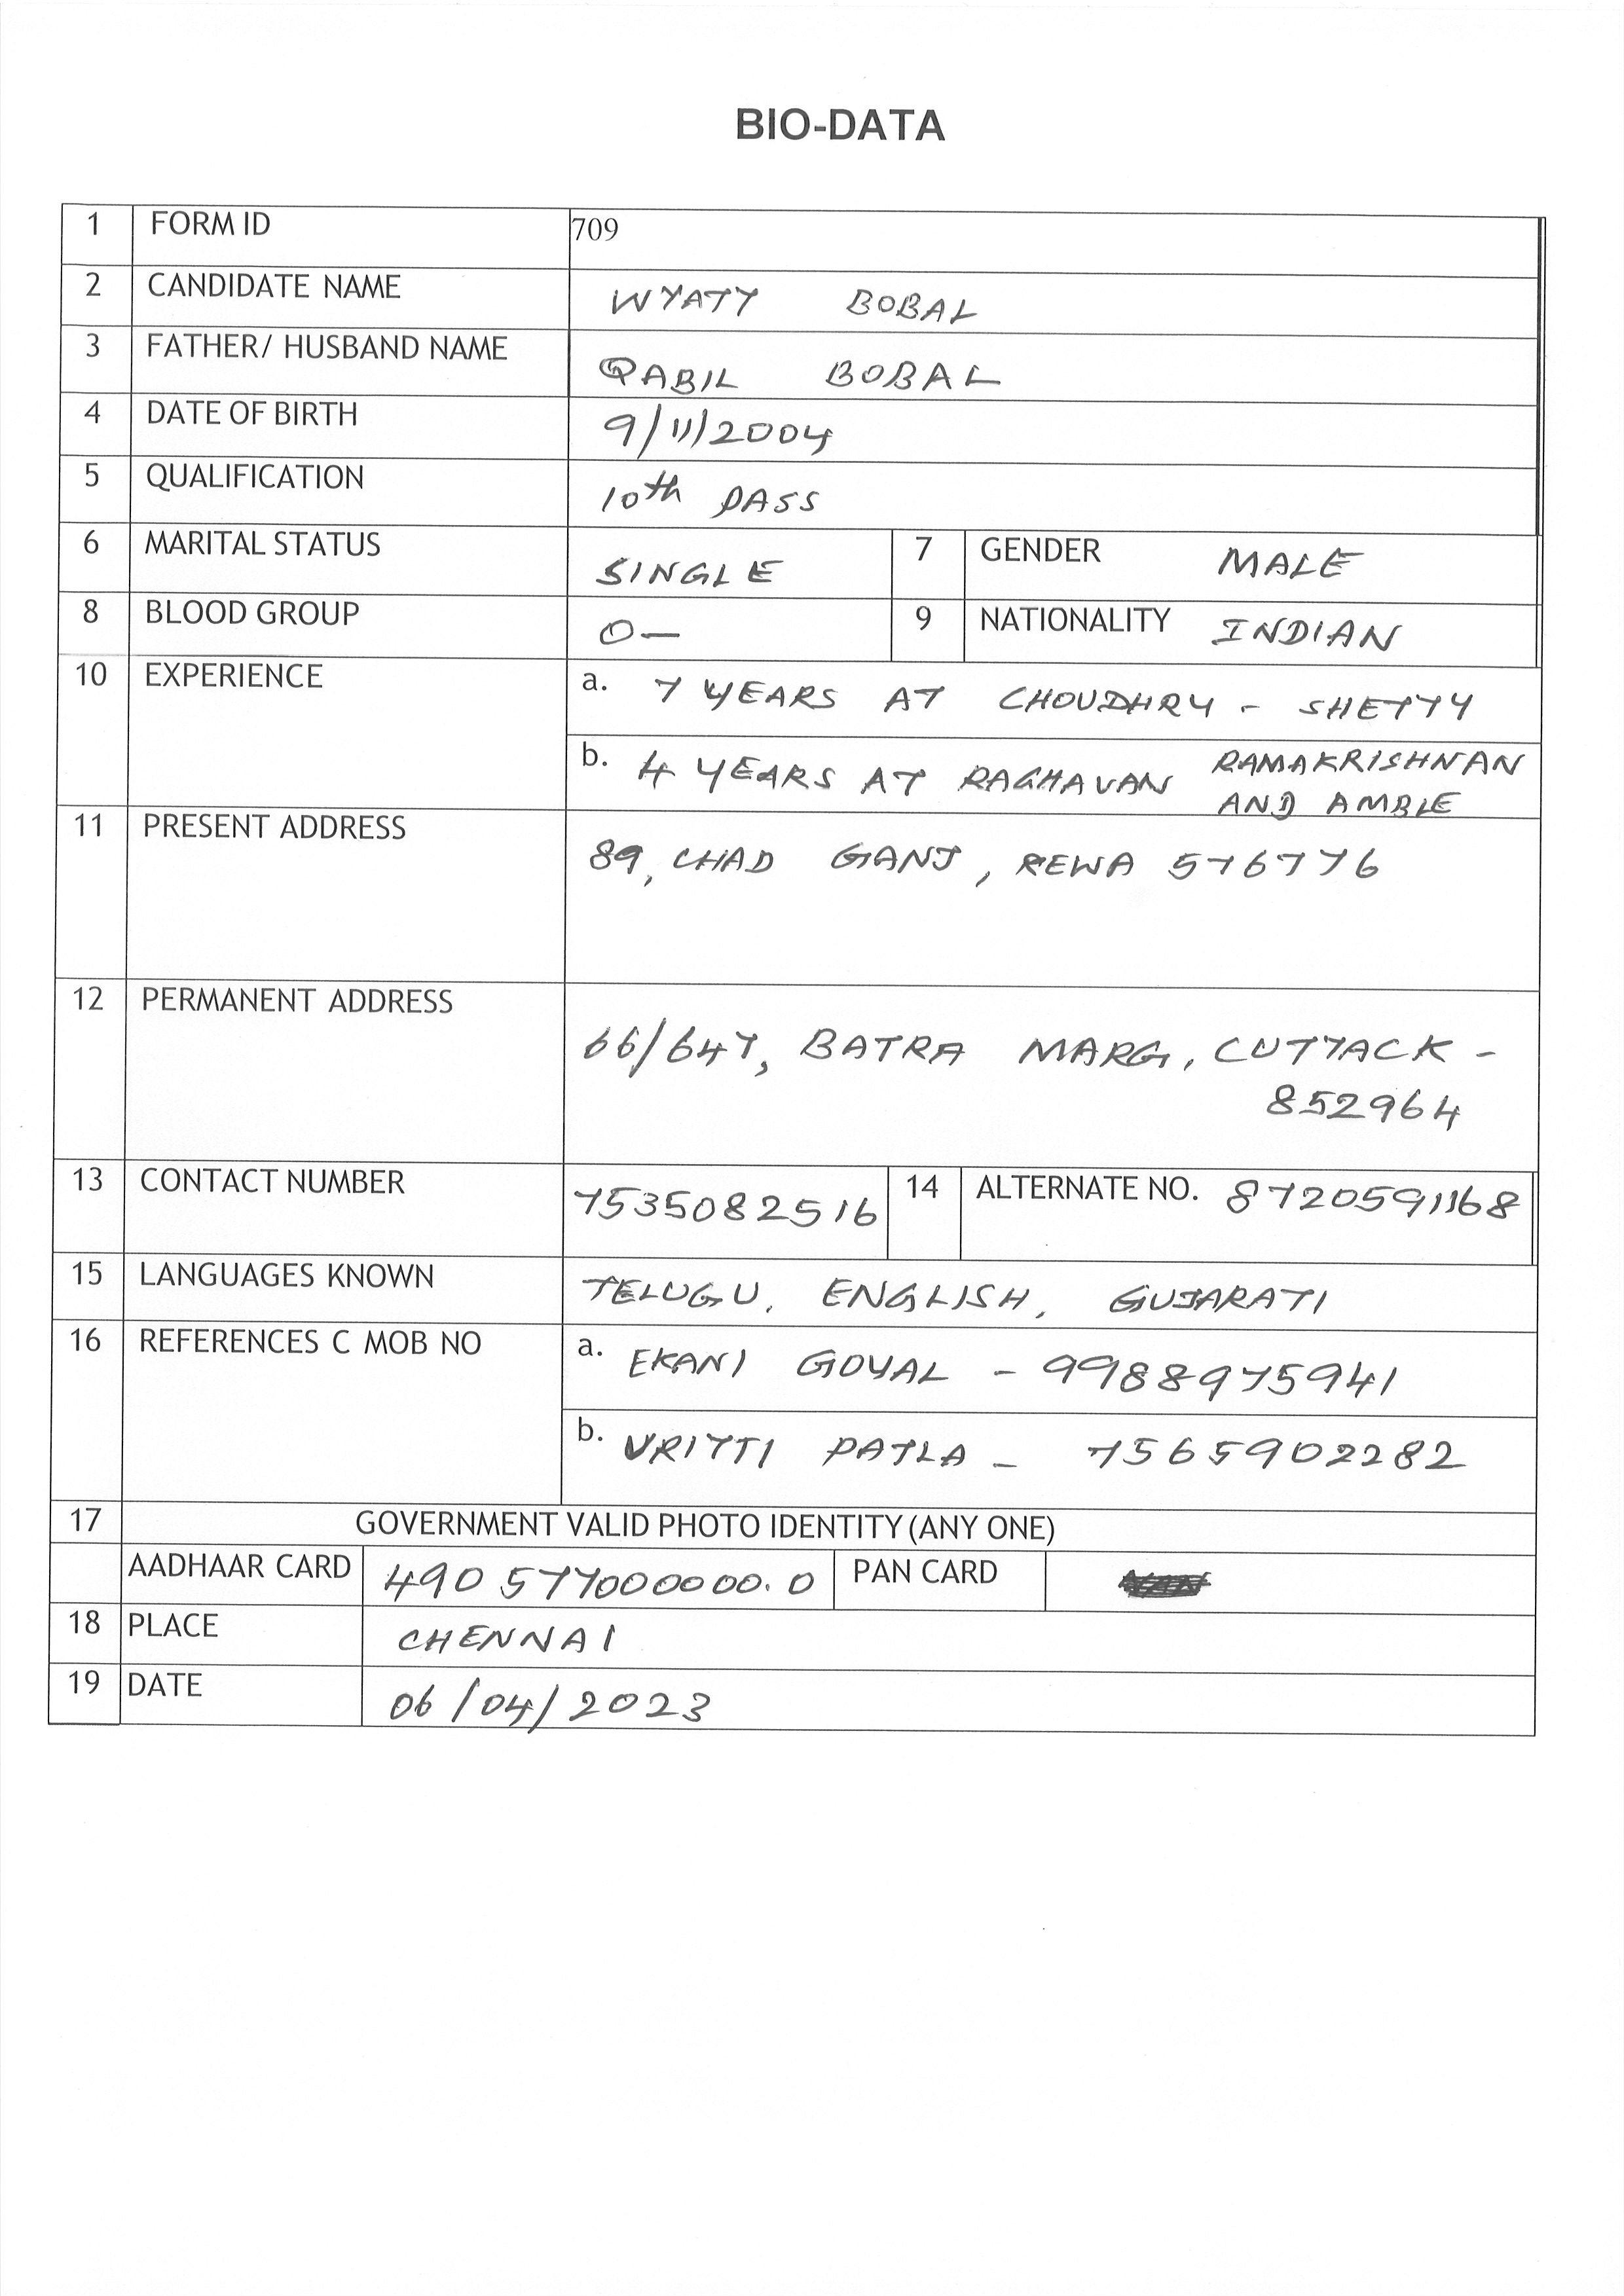 BIO-DATA
1 FORM ID 709
2 CANDIDATE NAME WYATT BOBAL
3 FATHER/ HUSBAND NAME QABIL BOBAL
4 DATE OF BIRTH 9/11/2004
5 QUALIFICATION 10th PASS
6 MARITAL STATUS SINGLE 7 GENDER MALE
8 BLOOD GROUP O- 9 NATIONALITY INDIAN
10 EXPERIENCE a. 7 YEARS AT CHOUDHRY - SHETTY
b. 4 YEARS AT RAGHAVAN RAMAKRISHNAN
AND AMBLE
11 PRESENT ADDRESS 89, CHAD GANJ, REWA 576776
12 PERMANENT ADDRESS 66/647, BATRA MARG, CUTTACK -
852964
13 CONTACT NUMBER 7535082516 14 ALTERNATE NO. 8720591168
15 LANGUAGES KNOWN TELUGU, ENGLISH, GUJARATI
16 REFERENCES C MOB NO a. EKANI GOYAL - 9988975941
b. VRITTI PATLA - 7565902282
17 GOVERNMENT VALID PHOTO IDENTITY (ANY ONE)
AADHAAR CARD 490577000000.0 PAN CARD
18 PLACE CHENNAI
19 DATE 06/04/2023